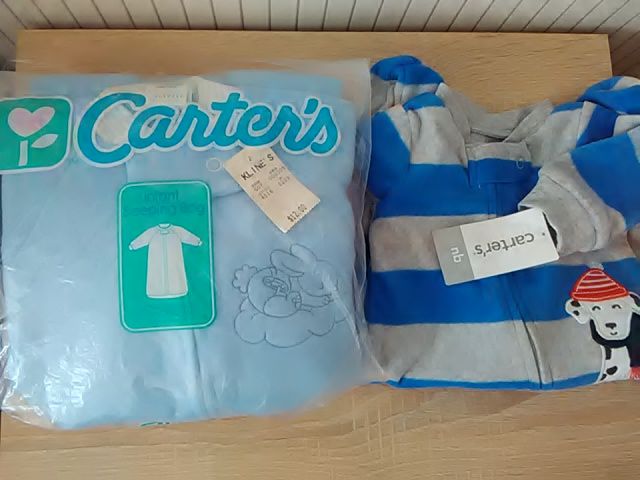 Carter's
Infant
Sleeping Bag
KLINE'S
$12.00
carter's
nb